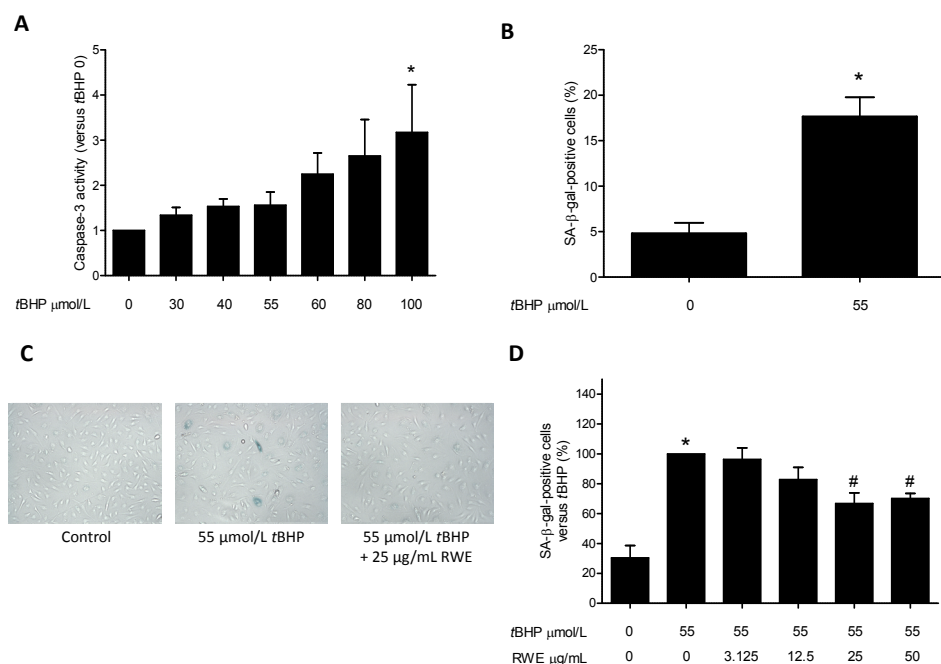 A
Caspase-3 activity (versus tBHP 0)
5
4
3
2
1
0
*
tBHP μmol/L 0 30 40 55 60 80 100
B
SA-β-gal-positive cells (%)
25
20
15
10
5
0
*
tBHP μmol/L 0 55
C
Control
55 μmol/L tBHP
55 μmol/L tBHP
+ 25 μg/mL RWE
D
SA-β-gal-positive cells
versus tBHP (%)
140
120
100
80
60
40
20
0
* # #
tBHP μmol/L 0 55 55 55 55 55
RWE μg/mL 0 0 3.125 12.5 25 50